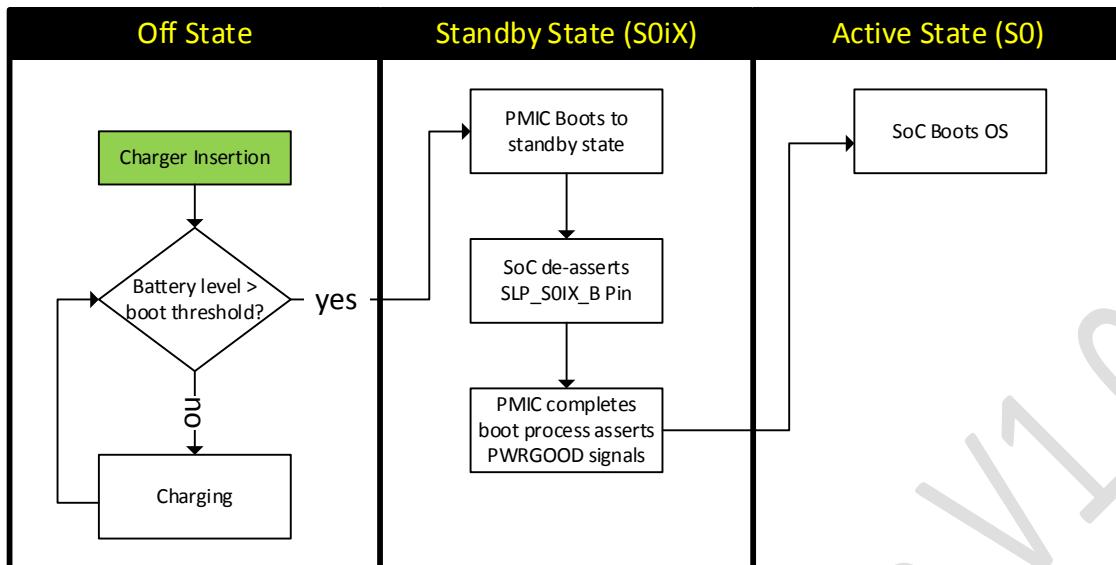 Off State
Standby State (S0iX)
Active State (S0)
Charger Insertion
Battery level >
boot threshold?
yes
no
Charging
PMIC Boots to
standby state
SoC de-asserts
SLP_S0IX_B Pin
PMIC completes
boot process asserts
PWRGOOD signals
SoC Boots OS